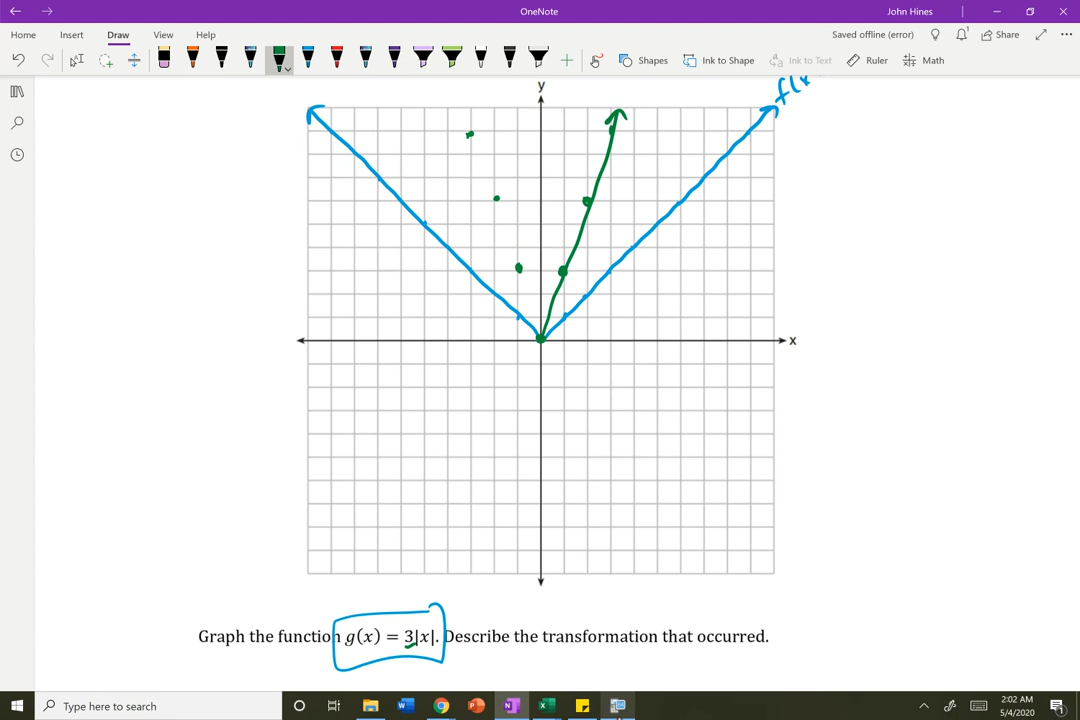 OneNote
John Hines
Home Insert Draw View Help
Saved offline (error)
Share
Shapes
Ink to Shape
Ink to Text
Ruler
Math
f(x
y
x
Graph the function g(x) = 3|x|. Describe the transformation that occurred.
Type here to search
2:02 AM
5/4/2020
1